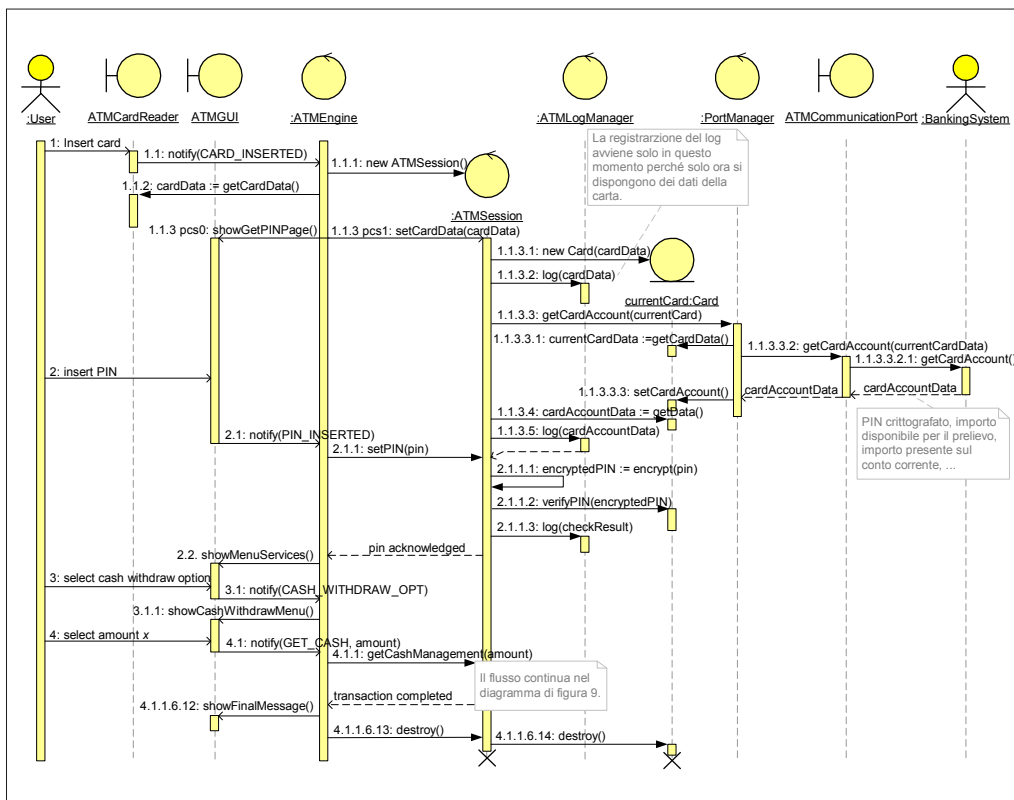 :User
ATMCardReader
ATMGUI
:ATMEngine
:ATMLogManager
:PortManager
ATMCommunicationPort
:BankingSystem
La registrarzione del log
avviene solo in questo
momento perché solo ora si
dispongono dei dati della
carta.
1: Insert card
1.1: notify(CARD_INSERTED)
1.1.1: new ATMSession()
1.1.2: cardData := getCardData()
:ATMSession
1.1.3 pcs0: showGetPINPage()
1.1.3 pcs1: setCardData(cardData)
1.1.3.1: new Card(cardData)
1.1.3.2: log(cardData)
currentCard:Card
1.1.3.3: getCardAccount(currentCard)
1.1.3.3.1: currentCardData :=getCardData()
1.1.3.3.2: getCardAccount(currentCardData)
1.1.3.3.2.1: getCardAccount()
2: insert PIN
1.1.3.3.3: setCardAccount()
cardAccountData
cardAccountData
1.1.3.4: cardAccountData := getData()
PIN crittografato, importo
disponibile per il prelievo,
importo presente sul
conto corrente, ...
1.1.3.5: log(cardAccountData)
2.1: notify(PIN_INSERTED)
2.1.1: setPIN(pin)
2.1.1.1: encryptedPIN := encrypt(pin)
2.1.1.2: verifyPIN(encryptedPIN)
2.1.1.3: log(checkResult)
pin acknowledged
2.2. showMenuServices()
3: select cash withdraw option
3.1: notify(CASH_WITHDRAW_OPT)
3.1.1: showCashWithdrawMenu()
4: select amount x
4.1: notify(GET_CASH, amount)
4.1.1: getCashManagement(amount)
Il flusso continua nel
diagramma di figura 9.
transaction completed
4.1.1.6.12: showFinalMessage()
4.1.1.6.13: destroy()
4.1.1.6.14: destroy()